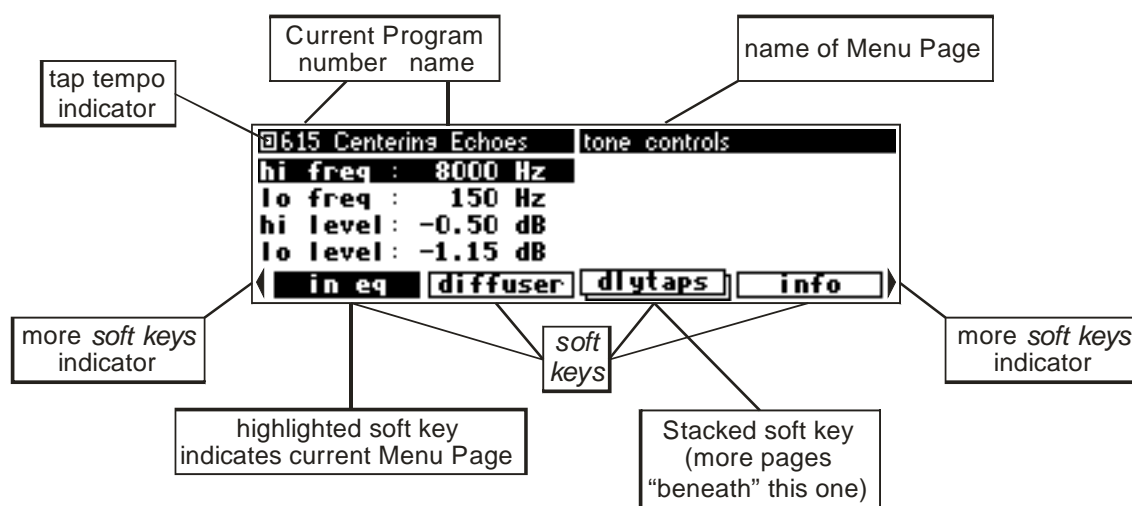 Current Program
number name
name of Menu Page
tap tempo
indicator
615 Centering Echoes
tone controls
hi freq : 8000 Hz
lo freq : 150 Hz
hi level: -0.50 dB
lo level: -1.15 dB
in eq
diffuser
dlytaps
info
more soft keys
indicator
soft
keys
more soft keys
indicator
highlighted soft key
indicates current Menu Page
Stacked soft key
(more pages
“beneath” this one)